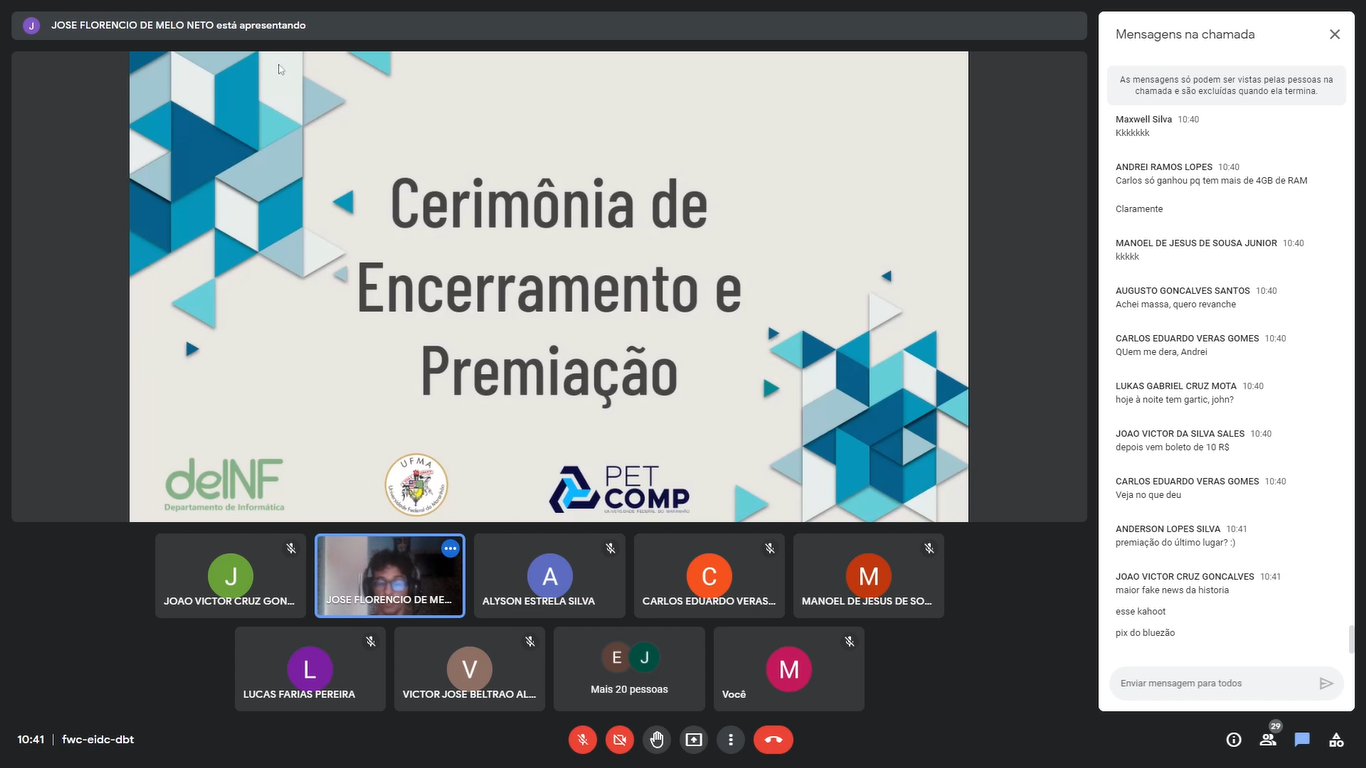 J
JOSE FLORENCIO DE MELO NETO está apresentando
Cerimônia de
Encerramento e
Premiação
deINF
Departamento de Informática
UFMA
Universidade Federal do Maranhão
PET
COMP
UNIVERSIDADE FEDERAL DO MARANHÃO
J
JOAO VICTOR CRUZ GON...
JOSE FLORENCIO DE ME...
A
ALYSON ESTRELA SILVA
C
CARLOS EDUARDO VERAS...
M
MANOEL DE JESUS DE SO...
L
LUCAS FARIAS PEREIRA
V
VICTOR JOSE BELTRAO AL...
E J
Mais 20 pessoas
M
Você
10:41 | fwc-eidc-dbt
29
Mensagens na chamada
As mensagens só podem ser vistas pelas pessoas na
chamada e são excluídas quando ela termina.
Maxwell Silva 10:40
Kkkkkkk
ANDREI RAMOS LOPES 10:40
Carlos só ganhou pq tem mais de 4GB de RAM
Claramente
MANOEL DE JESUS DE SOUSA JUNIOR 10:40
kkkkk
AUGUSTO GONCALVES SANTOS 10:40
Achei massa, quero revanche
CARLOS EDUARDO VERAS GOMES 10:40
QUem me dera, Andrei
LUKAS GABRIEL CRUZ MOTA 10:40
hoje à noite tem gartic, john?
JOAO VICTOR DA SILVA SALES 10:40
depois vem boleto de 10 R$
CARLOS EDUARDO VERAS GOMES 10:40
Veja no que deu
ANDERSON LOPES SILVA 10:41
premiação do último lugar? :)
JOAO VICTOR CRUZ GONCALVES 10:41
maior fake news da historia
esse kahoot
pix do bluezão
Enviar mensagem para todos